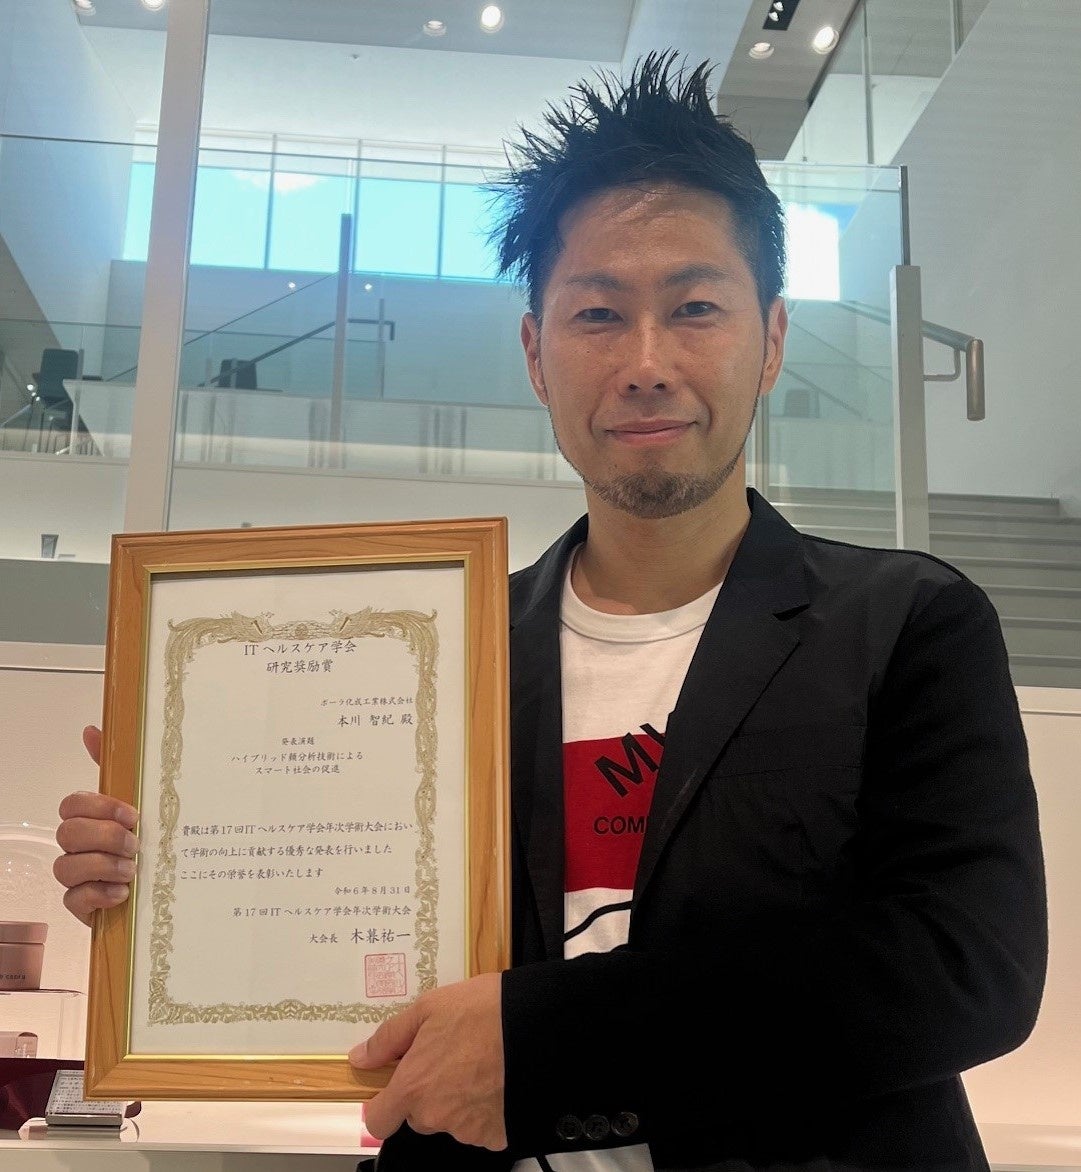 ITヘルスケア学会
研究奨励賞
ポーラ化成工業株式会社
本川 智紀 殿
発表演題
ハイブリッド顔分析技術による
スマート社会の促進
貴殿は第17回ITヘルスケア学会年次学術大会におい
て学術の向上に貢献する優秀な発表を行いました
ここにその栄誉を表彰いたします
令和6年8月31日
第17回ITヘルスケア学会年次学術大会
大会長 木暮祐一
COM